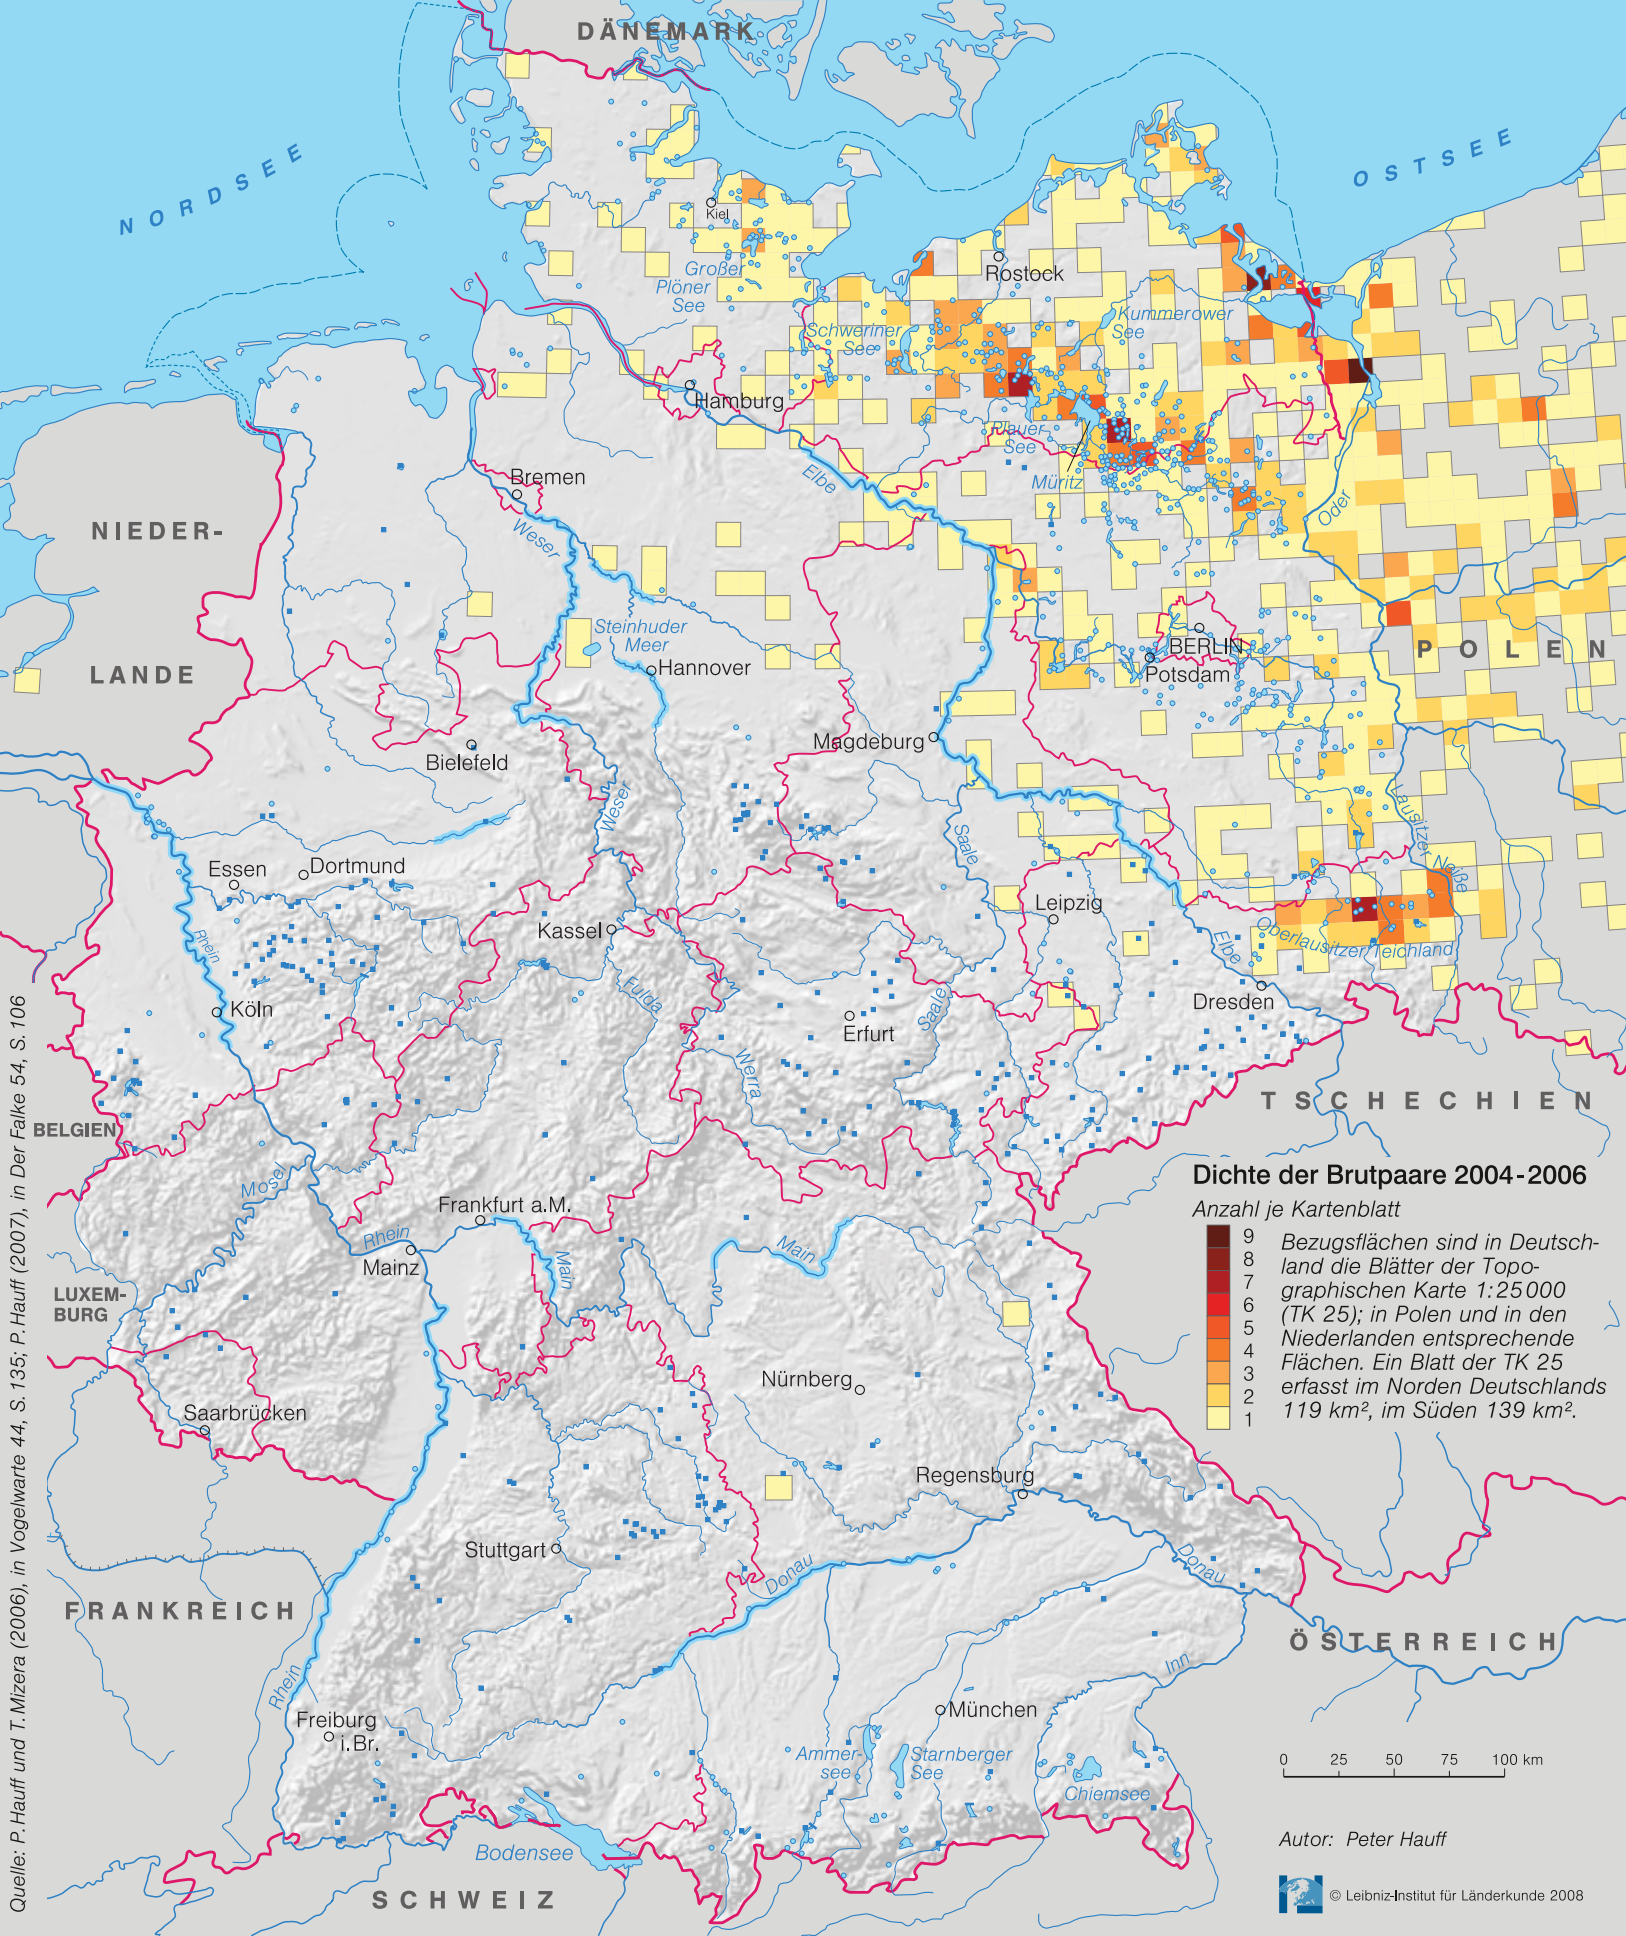 DÄNEMARK
NORDSEE
OSTSEE
Kiel
Großer
Plöner
See
Rostock
Schweriner
See
Kummerower
See
Hamburg
Plauer
See
Müritz
Elbe
Bremen
Weser
Oder
NIEDER-
LANDE
Steinhuder
Meer
Hannover
BERLIN
Potsdam
POLEN
Bielefeld
Magdeburg
Weser
Saale
Lausitzer Neiße
Essen
Dortmund
Leipzig
Kassel
Rhein
Elbe
Oberlausitzer Teichland
Fulda
Köln
Saale
Erfurt
Dresden
Werra
BELGIEN
TSCHECHIEN
Mosel
Frankfurt a.M.
Rhein
Mainz
Main
Main
LUXEM-
BURG
Nürnberg
Saarbrücken
Regensburg
Stuttgart
Donau
Donau
FRANKREICH
ÖSTERREICH
Rhein
Inn
Freiburg
i.Br.
München
Ammer-
see
Starnberger
See
Chiemsee
Bodensee
SCHWEIZ
Dichte der Brutpaare 2004-2006
Anzahl je Kartenblatt
9
8
7
6
5
4
3
2
1
Bezugsflächen sind in Deutsch-
land die Blätter der Topo-
graphischen Karte 1:25 000
(TK 25); in Polen und in den
Niederlanden entsprechende
Flächen. Ein Blatt der TK 25
erfasst im Norden Deutschlands
119 km², im Süden 139 km².
0 25 50 75 100 km
Autor: Peter Hauff
© Leibniz-Institut für Länderkunde 2008
Quelle: P. Hauff und T. Mizera (2006), in Vogelwarte 44, S. 135; P. Hauff (2007), in Der Falke 54, S. 106